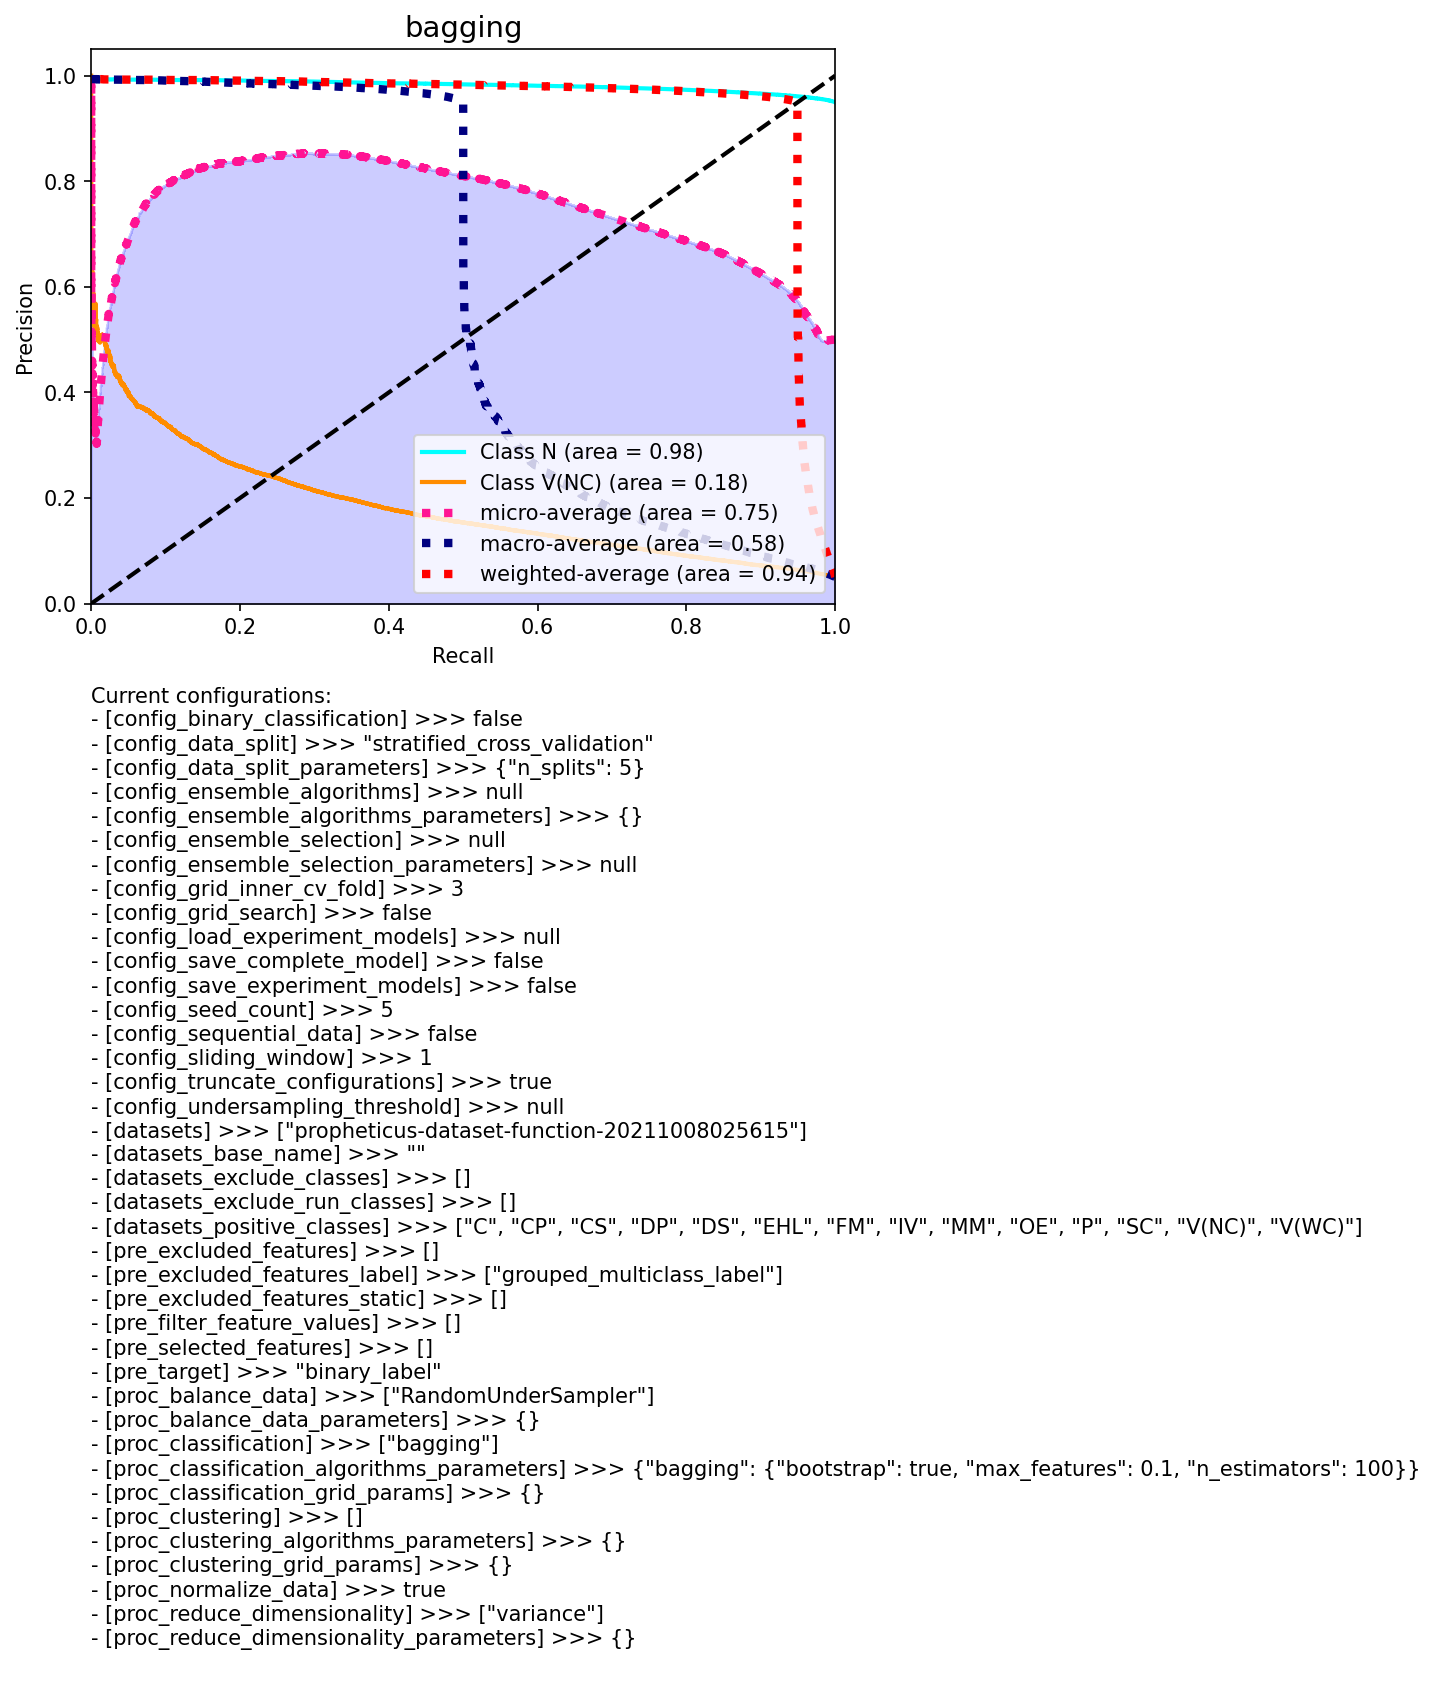 bagging
1.0
0.8
0.6
0.4
0.2
0.0
Precision
0.0 0.2 0.4 0.6 0.8 1.0
Recall
Class N (area = 0.98)
Class V(NC) (area = 0.18)
micro-average (area = 0.75)
macro-average (area = 0.58)
weighted-average (area = 0.94)
Current configurations:
- [config_binary_classification] >>> false
- [config_data_split] >>> "stratified_cross_validation"
- [config_data_split_parameters] >>> {"n_splits": 5}
- [config_ensemble_algorithms] >>> null
- [config_ensemble_algorithms_parameters] >>> {}
- [config_ensemble_selection] >>> null
- [config_ensemble_selection_parameters] >>> null
- [config_grid_inner_cv_fold] >>> 3
- [config_grid_search] >>> false
- [config_load_experiment_models] >>> null
- [config_save_complete_model] >>> false
- [config_save_experiment_models] >>> false
- [config_seed_count] >>> 5
- [config_sequential_data] >>> false
- [config_sliding_window] >>> 1
- [config_truncate_configurations] >>> true
- [config_undersampling_threshold] >>> null
- [datasets] >>> ["propheticus-dataset-function-20211008025615"]
- [datasets_base_name] >>> ""
- [datasets_exclude_classes] >>> []
- [datasets_exclude_run_classes] >>> []
- [datasets_positive_classes] >>> ["C", "CP", "CS", "DP", "DS", "EHL", "FM", "IV", "MM", "OE", "P", "SC", "V(NC)", "V(WC)"]
- [pre_excluded_features] >>> []
- [pre_excluded_features_label] >>> ["grouped_multiclass_label"]
- [pre_excluded_features_static] >>> []
- [pre_filter_feature_values] >>> []
- [pre_selected_features] >>> []
- [pre_target] >>> "binary_label"
- [proc_balance_data] >>> ["RandomUnderSampler"]
- [proc_balance_data_parameters] >>> {}
- [proc_classification] >>> ["bagging"]
- [proc_classification_algorithms_parameters] >>> {"bagging": {"bootstrap": true, "max_features": 0.1, "n_estimators": 100}}
- [proc_classification_grid_params] >>> {}
- [proc_clustering] >>> []
- [proc_clustering_algorithms_parameters] >>> {}
- [proc_clustering_grid_params] >>> {}
- [proc_normalize_data] >>> true
- [proc_reduce_dimensionality] >>> ["variance"]
- [proc_reduce_dimensionality_parameters] >>> {}